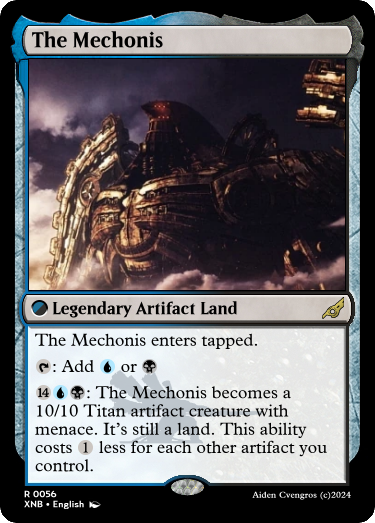 The Mechonis
Legendary Artifact Land
The Mechonis enters tapped.
: Add or
14 : The Mechonis becomes a
10/10 Titan artifact creature with
menace. It's still a land. This ability
costs 1 less for each other artifact you
control.
R 0056
XNB • English
Aiden Cvengros (c)2024